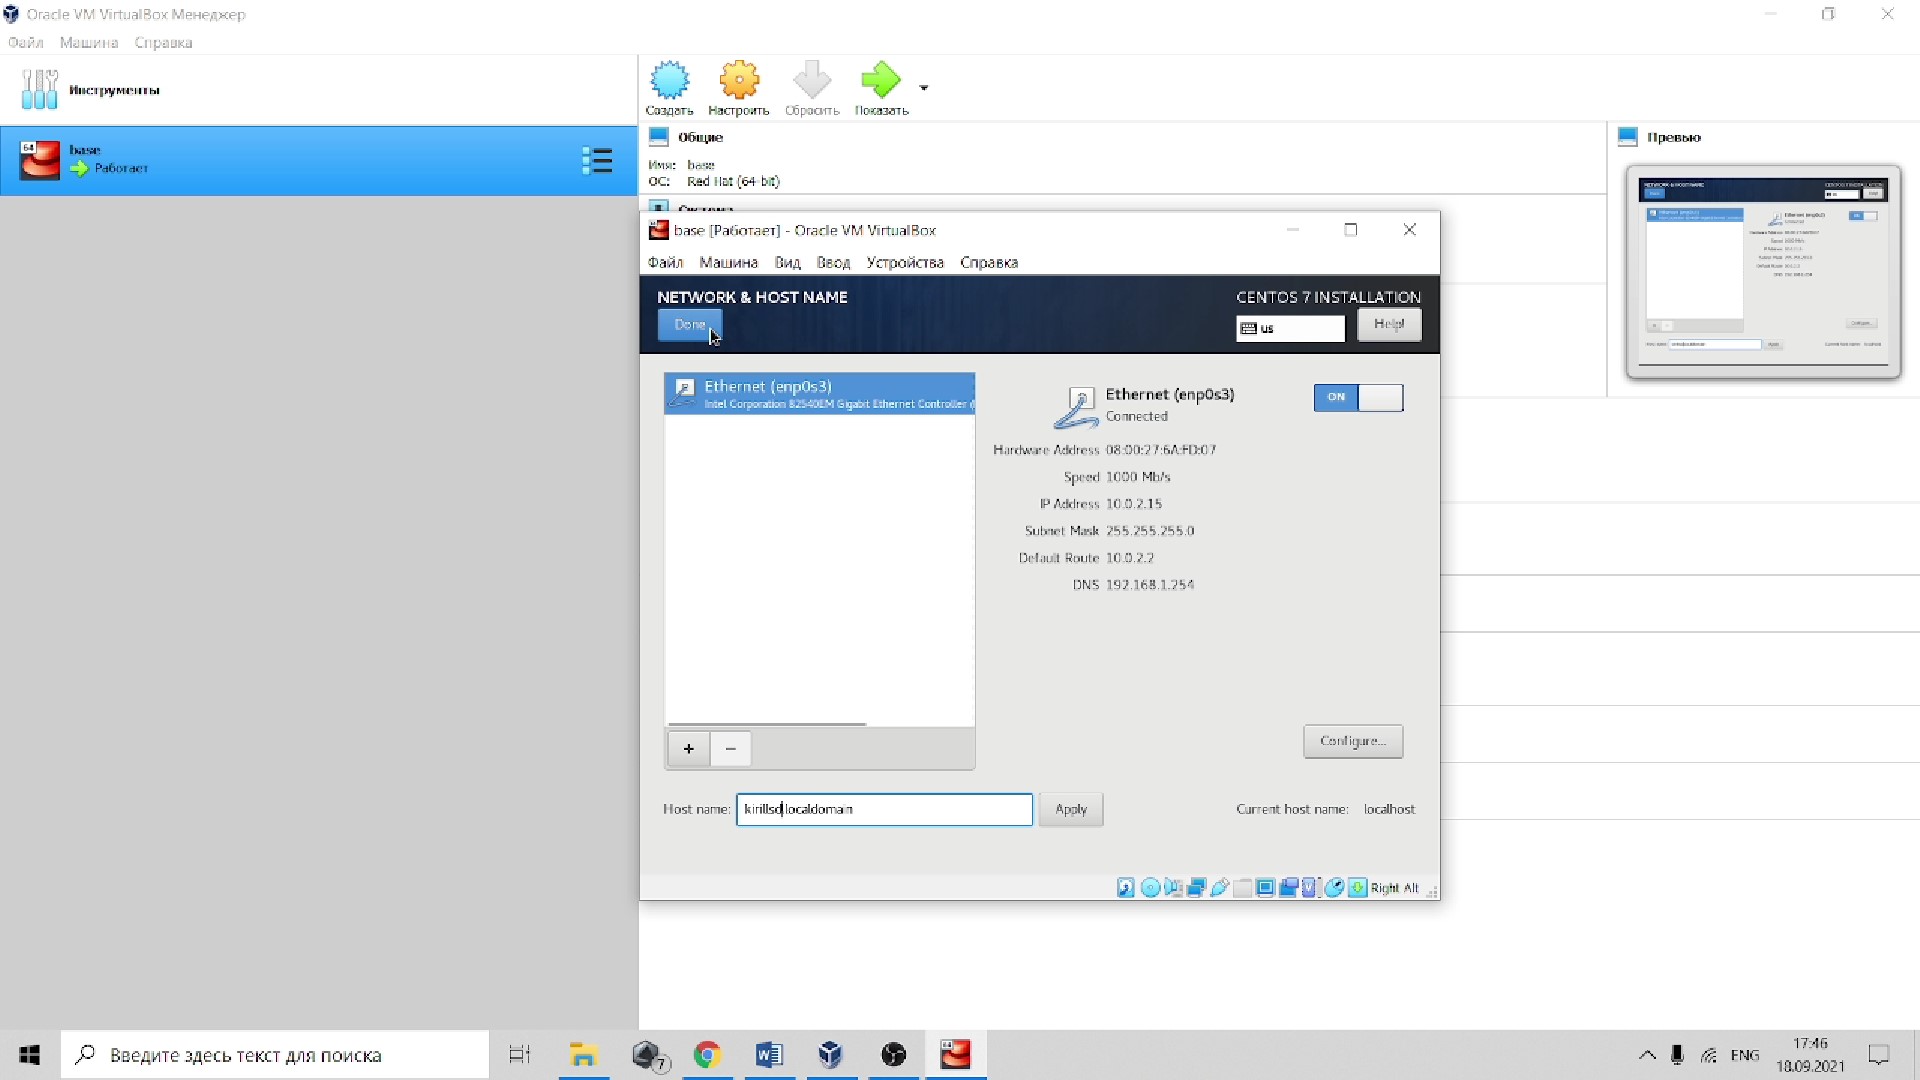 Oracle VM VirtualBox Менеджер
Файл Машина Справка
Инструменты
Создать Настроить Сбросить Показать
64 base
Работает
Общие
Имя: base
ОС: Red Hat (64-bit)
Система
Превью
base [Работает] - Oracle VM VirtualBox
Файл Машина Вид Ввод Устройства Справка
NETWORK & HOST NAME
CENTOS 7 INSTALLATION
Done
us
Help!
Ethernet (enp0s3)
Intel Corporation 82540EM Gigabit Ethernet Controller (
Ethernet (enp0s3)
Connected
ON
Hardware Address 08:00:27:6A:FD:07
Speed 1000 Mb/s
IP Address 10.0.2.15
Subnet Mask 255.255.255.0
Default Route 10.0.2.2
DNS 192.168.1.254
+ −
Configure...
Host name: kirillsd.localdomain
Apply
Current host name: localhost
Right Alt
Введите здесь текст для поиска
7
ENG
17:46
18.09.2021